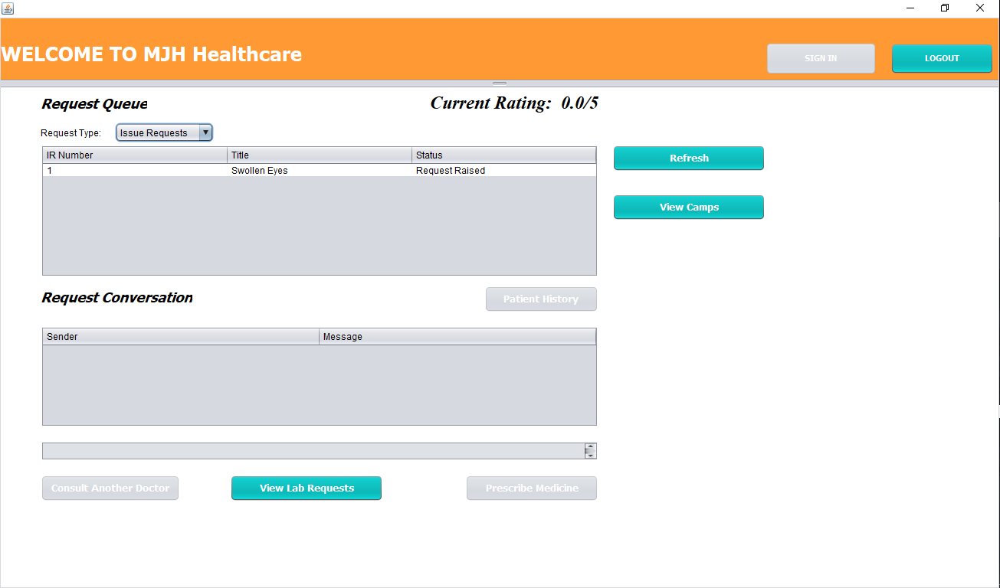 WELCOME TO MJH Healthcare
SIGN IN
LOGOUT
Request Queue
Current Rating: 0.0/5
Request Type:
Issue Requests
IR Number
Title
Status
1
Swollen Eyes
Request Raised
Refresh
View Camps
Request Conversation
Patient History
Sender
Message
Consult Another Doctor
View Lab Requests
Prescribe Medicine